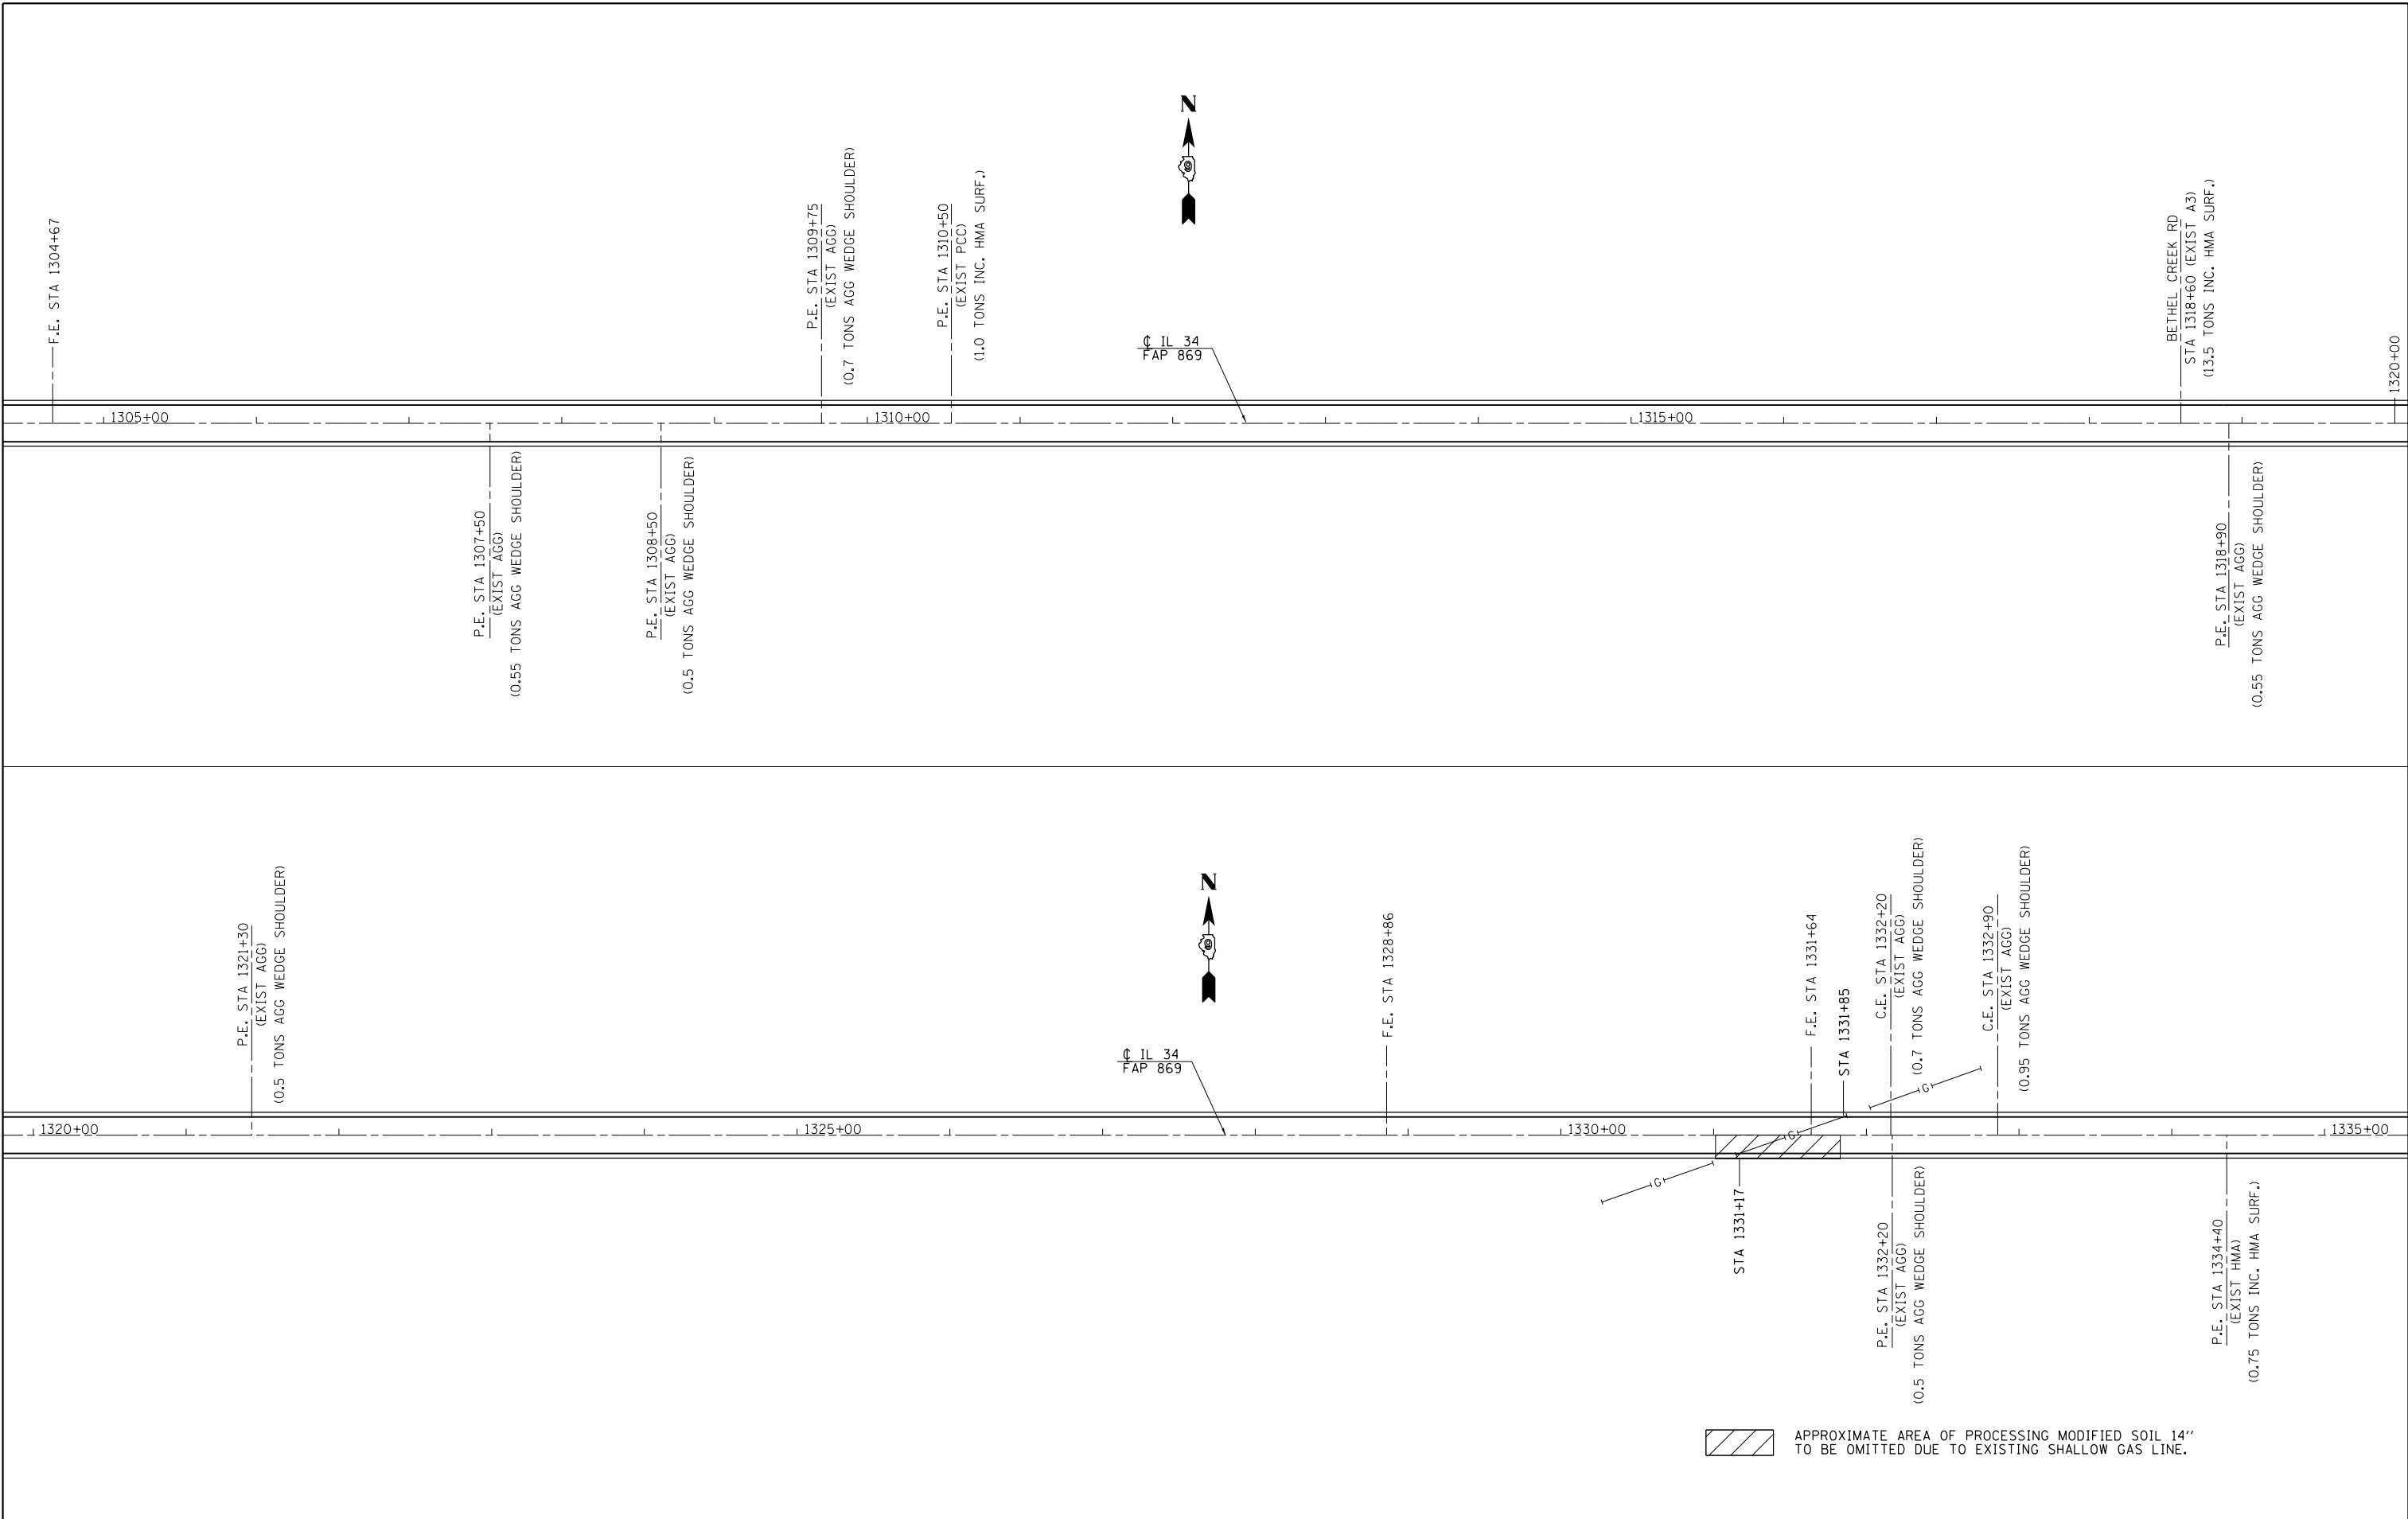 N
F.E. STA 1304+67
P.E. STA 1309+75
(EXIST AGG)
(0.7 TONS AGG WEDGE SHOULDER)
P.E. STA 1310+50
(EXIST PCC)
(1.0 TONS INC. HMA SURF.)
℄ IL 34
FAP 869
BETHEL CREEK RD
STA 1318+60 (EXIST A3)
(13.5 TONS INC. HMA SURF.)
1320+00
1305+00
1310+00
1315+00
P.E. STA 1307+50
(EXIST AGG)
(0.55 TONS AGG WEDGE SHOULDER)
P.E. STA 1308+50
(EXIST AGG)
(0.5 TONS AGG WEDGE SHOULDER)
P.E. STA 1318+90
(EXIST AGG)
(0.55 TONS AGG WEDGE SHOULDER)
P.E. STA 1321+30
(EXIST AGG)
(0.5 TONS AGG WEDGE SHOULDER)
N
℄ IL 34
FAP 869
F.E. STA 1328+86
F.E. STA 1331+64
STA 1331+85
C.E. STA 1332+20
(EXIST AGG)
(0.7 TONS AGG WEDGE SHOULDER)
C.E. STA 1332+90
(EXIST AGG)
(0.95 TONS AGG WEDGE SHOULDER)
G
1320+00
1325+00
1330+00
1335+00
G
G
STA 1331+17
P.E. STA 1332+20
(EXIST AGG)
(0.5 TONS AGG WEDGE SHOULDER)
P.E. STA 1334+40
(EXIST HMA)
(0.75 TONS INC. HMA SURF.)
APPROXIMATE AREA OF PROCESSING MODIFIED SOIL 14''
TO BE OMITTED DUE TO EXISTING SHALLOW GAS LINE.